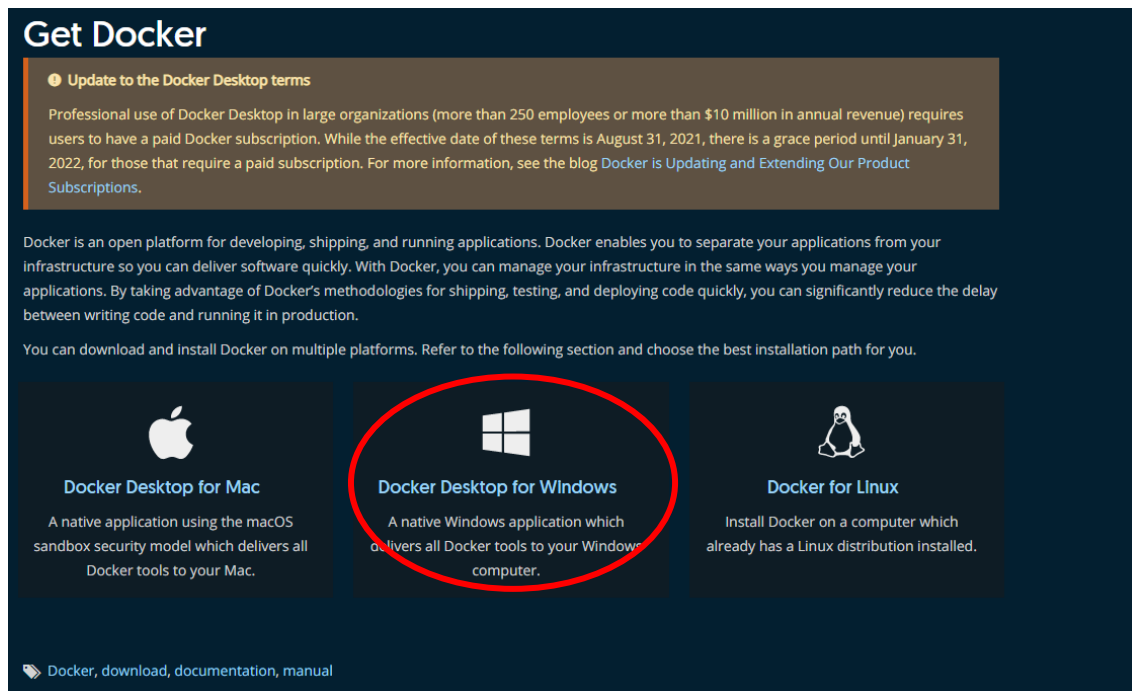 Get Docker
Update to the Docker Desktop terms
Professional use of Docker Desktop in large organizations (more than 250 employees or more than $10 million in annual revenue) requires
users to have a paid Docker subscription. While the effective date of these terms is August 31, 2021, there is a grace period until January 31,
2022, for those that require a paid subscription. For more information, see the blog Docker is Updating and Extending Our Product
Subscriptions.
Docker is an open platform for developing, shipping, and running applications. Docker enables you to separate your applications from your
infrastructure so you can deliver software quickly. With Docker, you can manage your infrastructure in the same ways you manage your
applications. By taking advantage of Docker's methodologies for shipping, testing, and deploying code quickly, you can significantly reduce the delay
between writing code and running it in production.
You can download and install Docker on multiple platforms. Refer to the following section and choose the best installation path for you.
Docker Desktop for Mac
A native application using the macOS
sandbox security model which delivers all
Docker tools to your Mac.
Docker Desktop for Windows
A native Windows application which
delivers all Docker tools to your Windows
computer.
Docker for Linux
Install Docker on a computer which
already has a Linux distribution installed.
Docker, download, documentation, manual